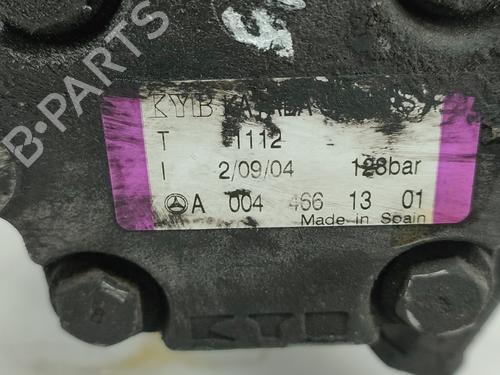 B-PARTS
KYB
T 1112
I 2/09/04 128bar
A 004 466 13 01
Made in Spain
KYB